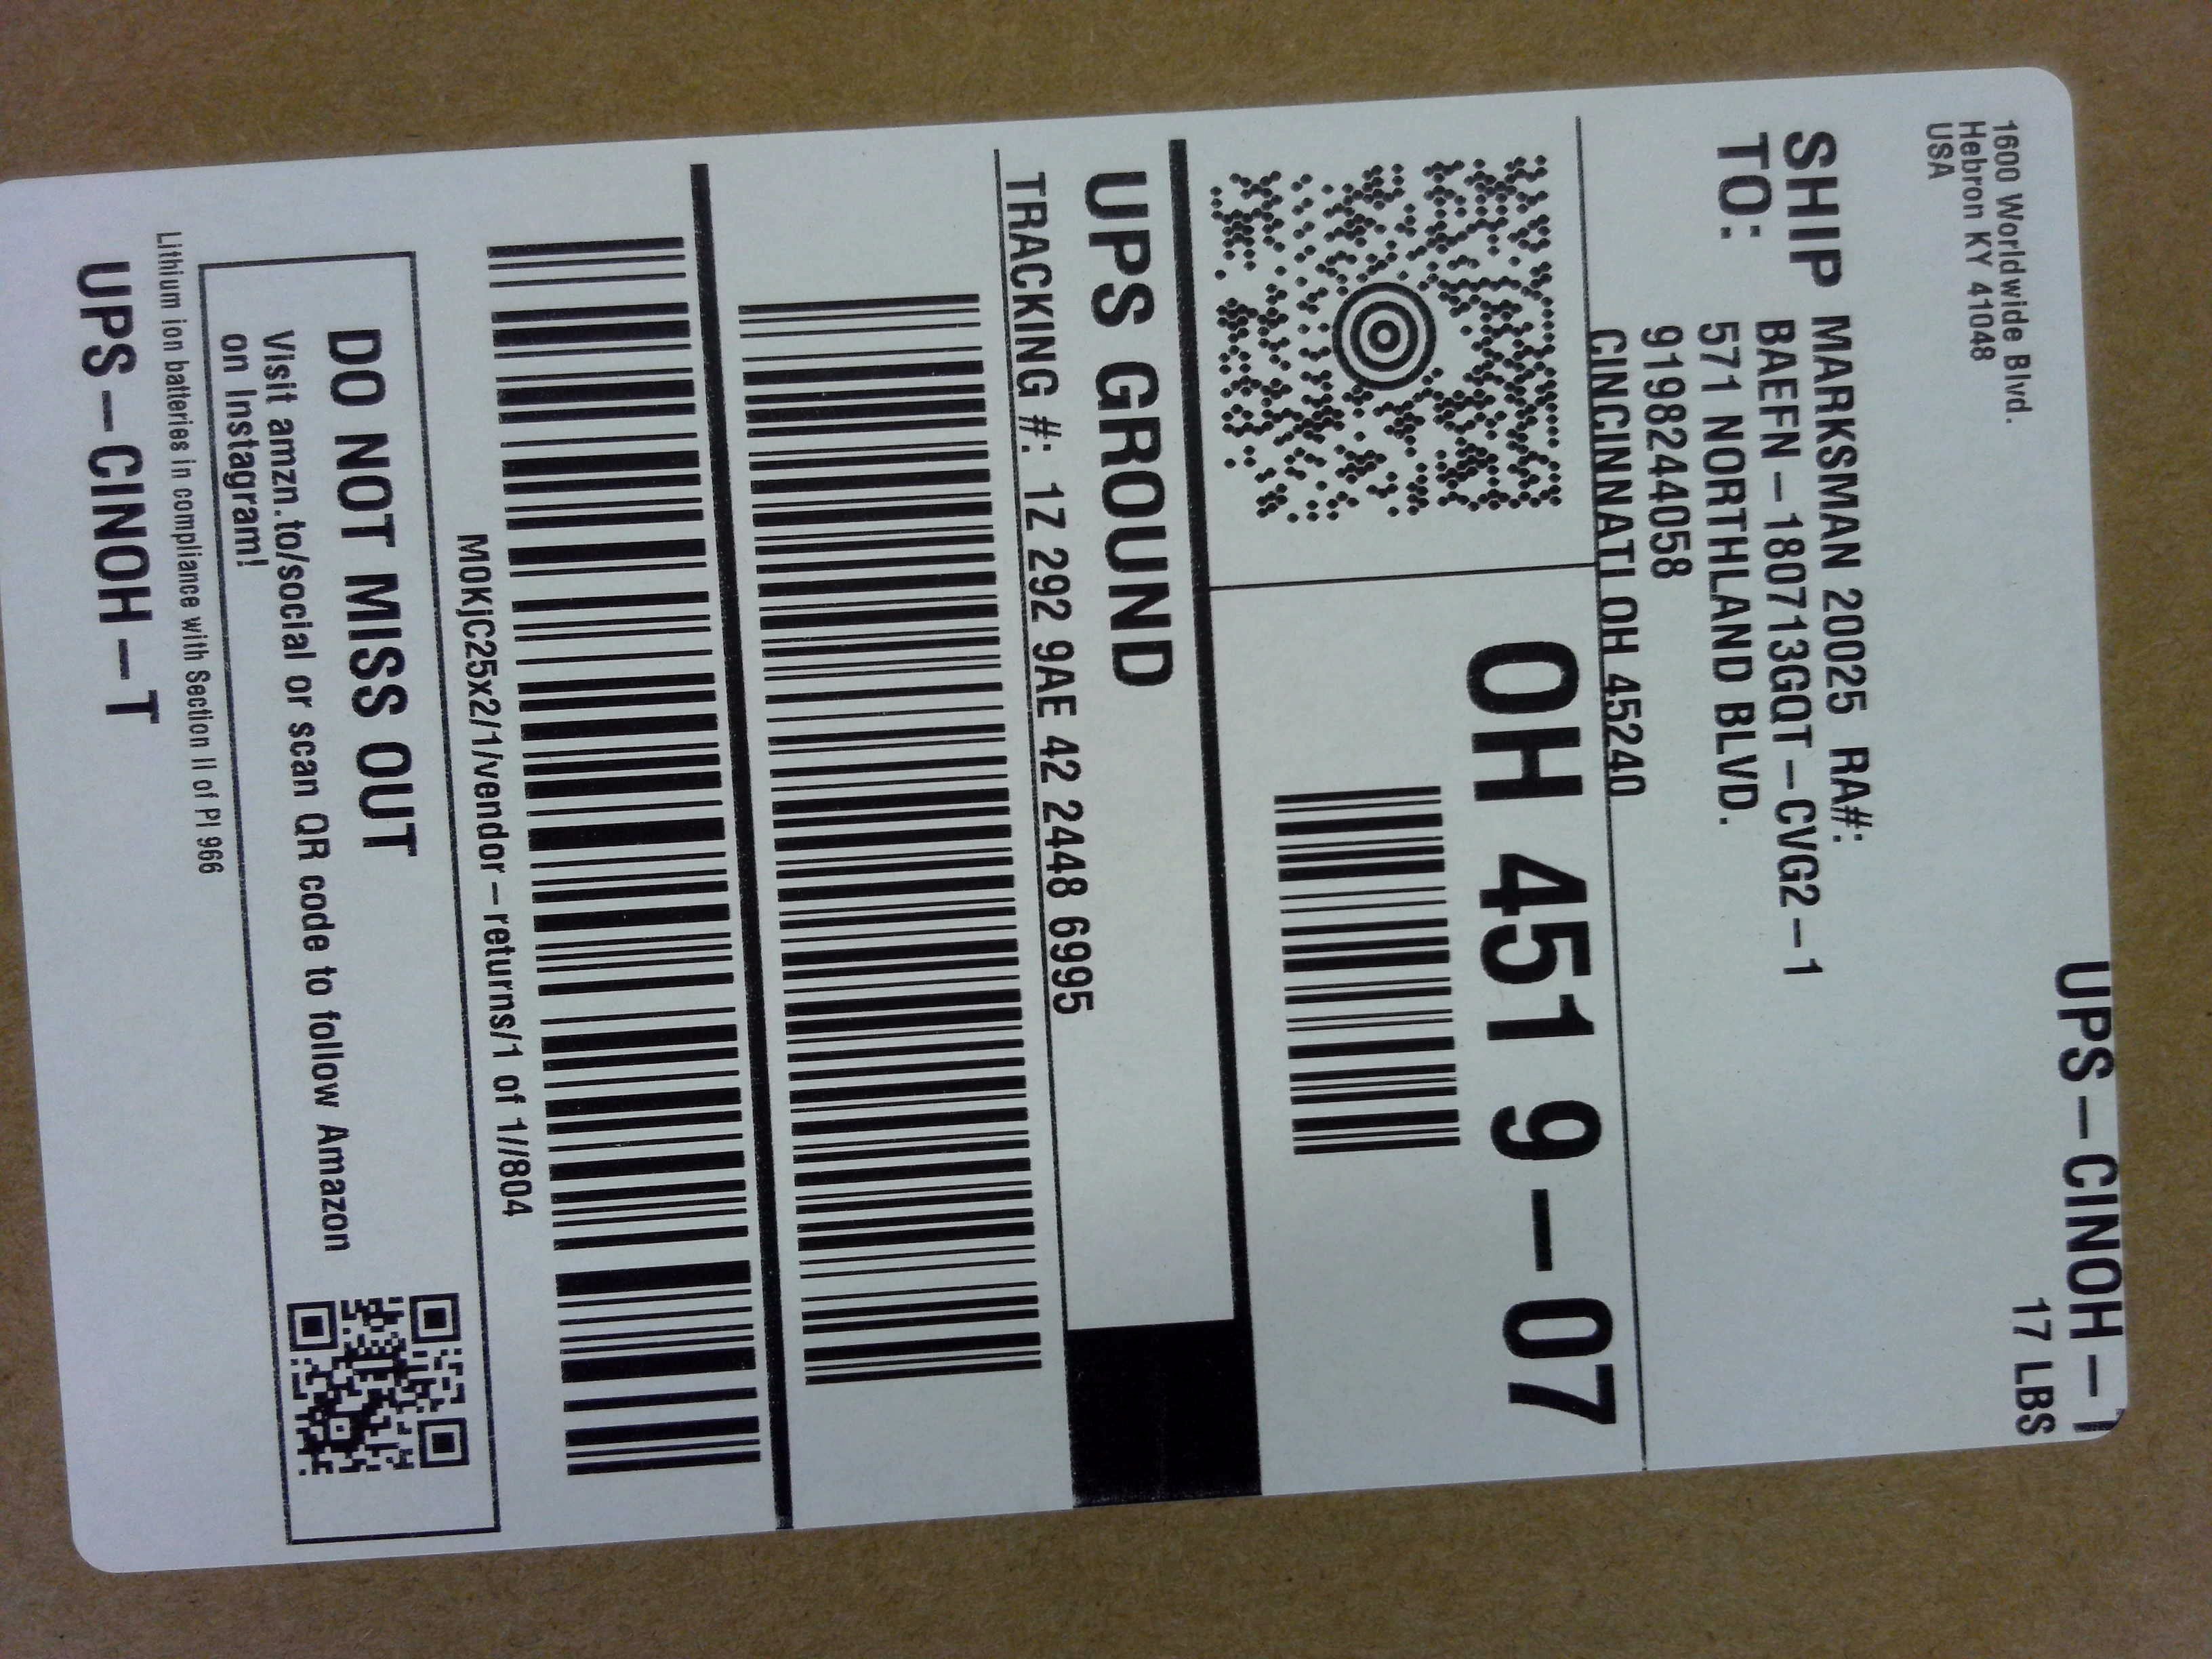 UPS-CINOH-T
1600 Worldwide Blvd.
Hebron KY 41048
USA
17 LBS
SHIP TO:
MARKSMAN 20025 RA#:
BAEFN-180713GQT-CVG2-1
571 NORTHLAND BLVD.
9198244058
CINCINNATI OH 45240
OH 451 9-07
UPS GROUND
TRACKING #: 1Z 292 9AE 42 2448 6995
M0KjC25x2/1/vendor-returns/1 of 1//804
DO NOT MISS OUT
Visit amzn.to/social or scan QR code to follow Amazon
on Instagram!
Lithium ion batteries in compliance with Section II of PI 966
UPS-CINOH-T